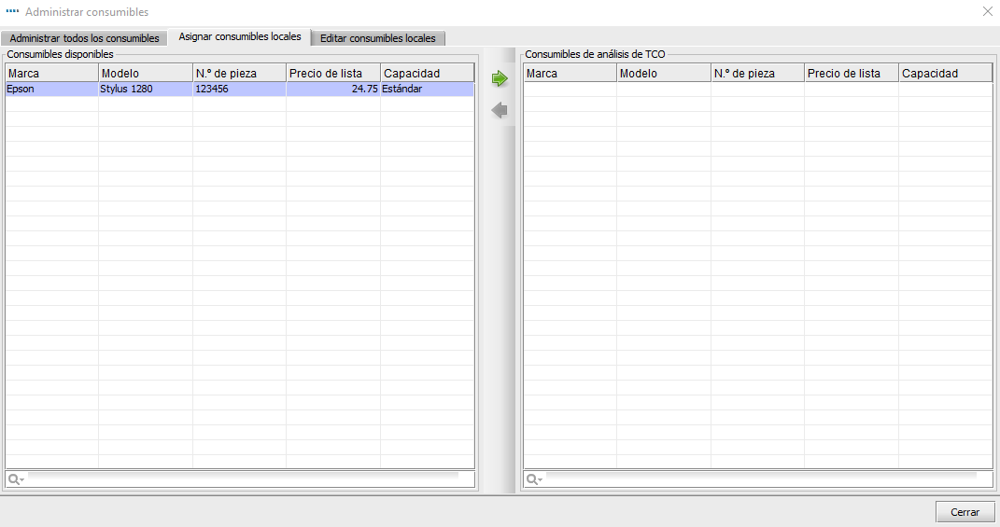 Administrar consumibles
Administrar todos los consumibles Asignar consumibles locales Editar consumibles locales
Consumibles disponibles
Marca Modelo N.º de pieza Precio de lista Capacidad
Epson Stylus 1280 123456 24.75 Estándar
Consumibles de análisis de TCO
Marca Modelo N.º de pieza Precio de lista Capacidad
Cerrar